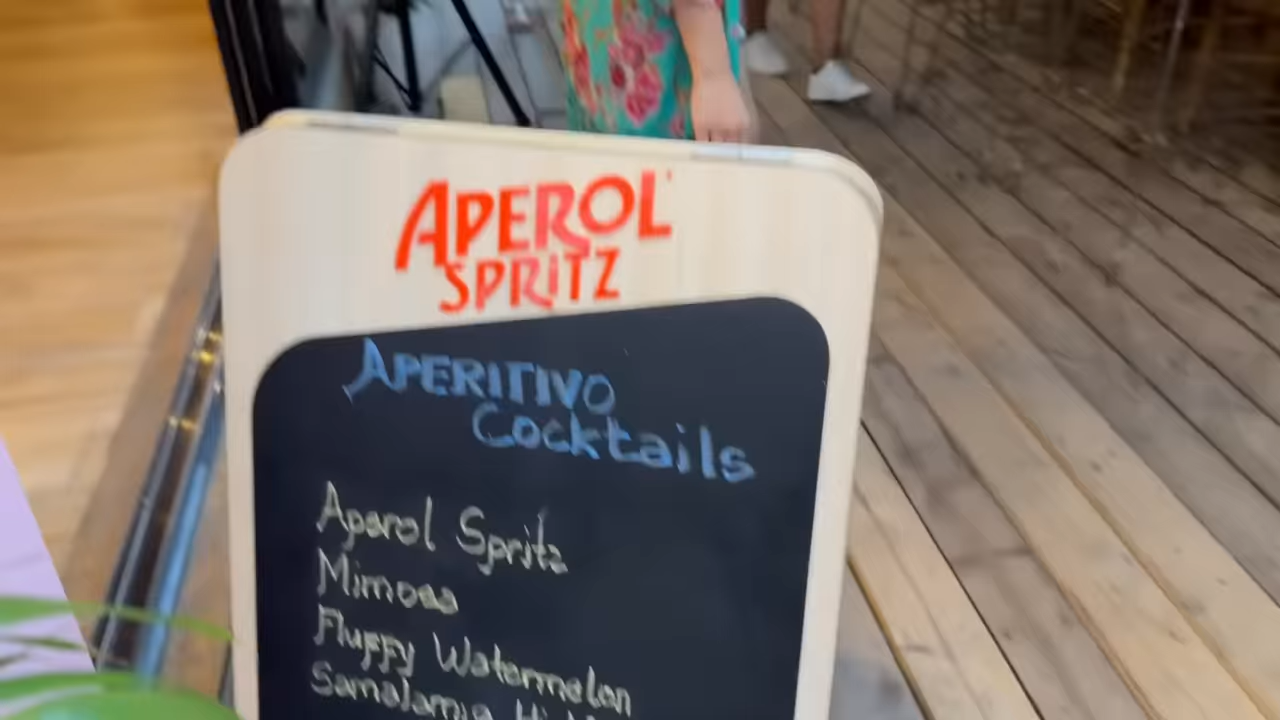 APEROL
SPRITZ
APERITIVO
Cocktails
Aperol Spritz
Mimosa
Fluffy Watermelon